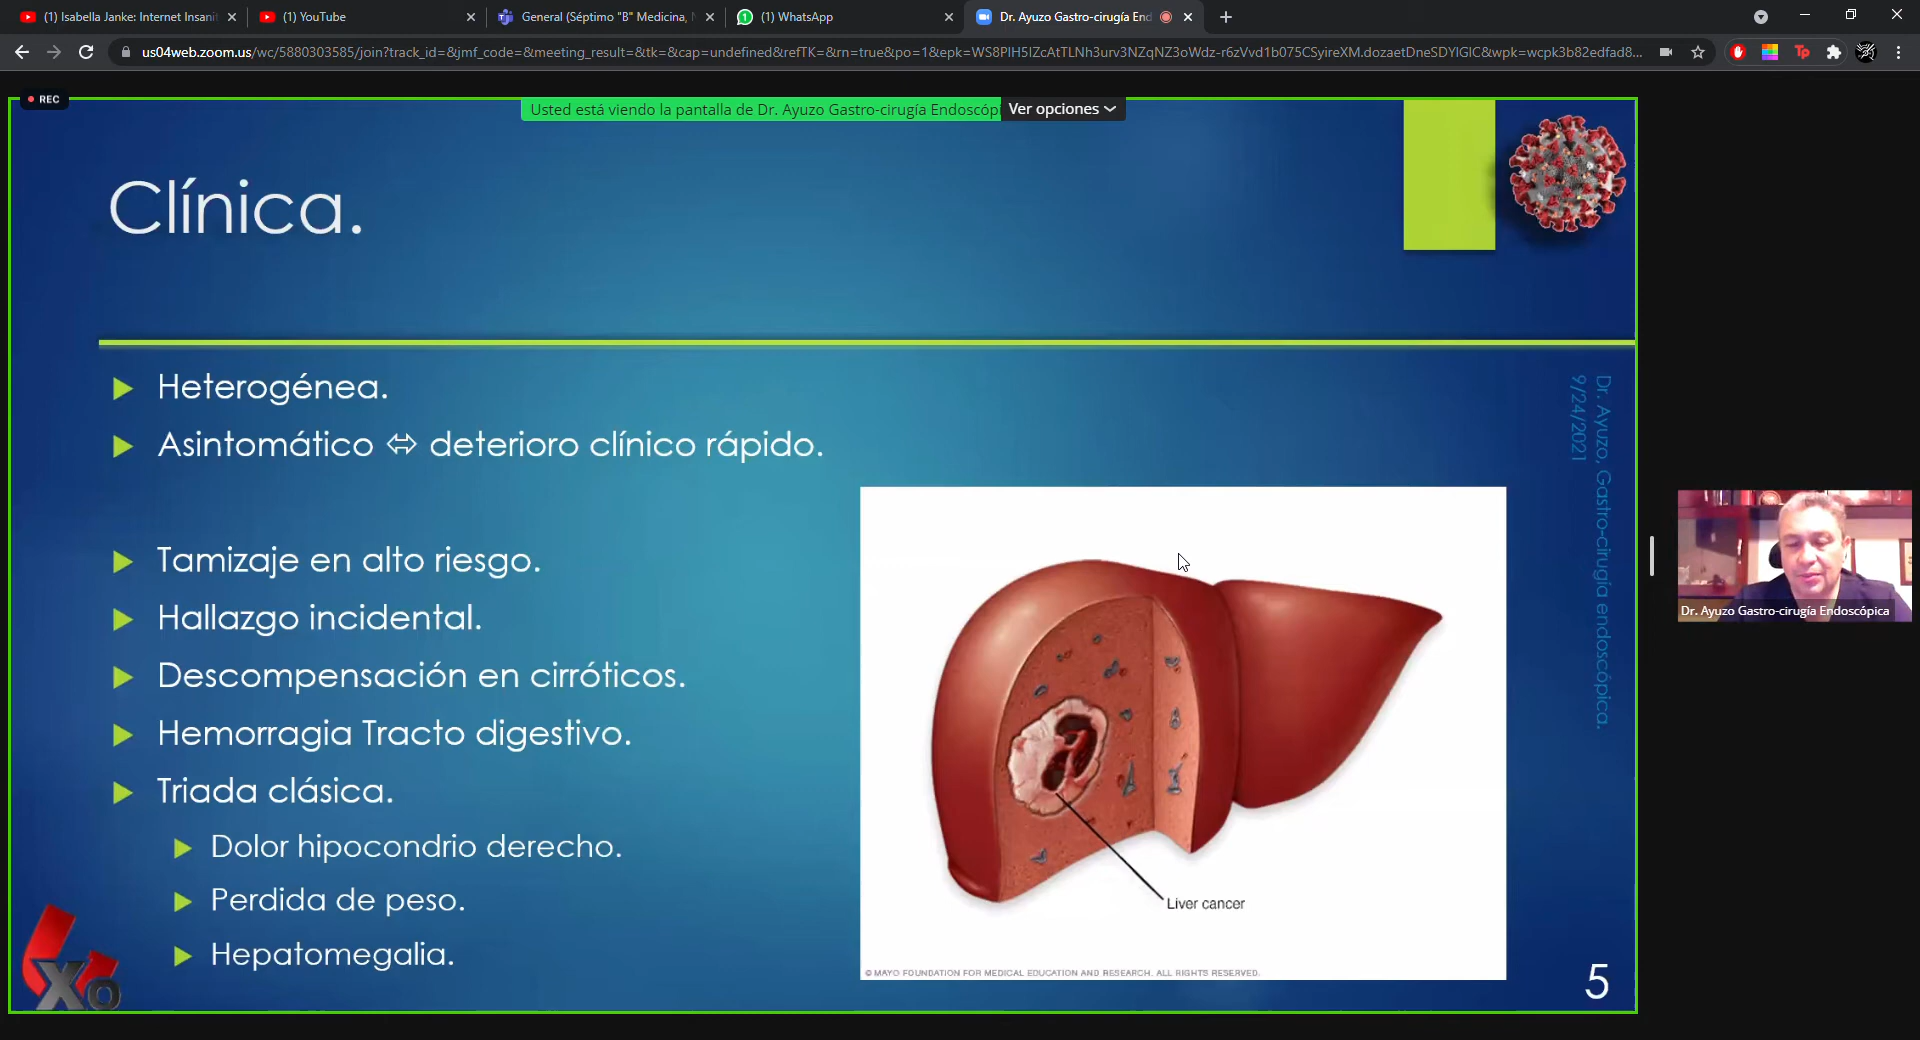 (1) Isabella Janke: Internet Insanit
(1) YouTube
General (Séptimo "B" Medicina,
(1) WhatsApp
Dr. Ayuzo Gastro-cirugía End
us04web.zoom.us/wc/5880303585/join?track_id=&jmf_code=&meeting_result=&tk=&cap=undefined&refTK=&rn=true&po=1&epk=WS8PlH5IZcAtTLNh3urv3NZqNZ3oWdz-r6zVvd1b075CSyireXM.dozaetDneSDYlGlC&wpk=wcpk3b82edfad8...
REC
Usted está viendo la pantalla de Dr. Ayuzo Gastro-cirugía Endoscópi
Ver opciones
Clínica.
Heterogénea.
Asintomático ⬄ deterioro clínico rápido.
Tamizaje en alto riesgo.
Hallazgo incidental.
Descompensación en cirróticos.
Hemorragia Tracto digestivo.
Triada clásica.
Dolor hipocondrio derecho.
Perdida de peso.
Hepatomegalia.
Liver cancer
© MAYO FOUNDATION FOR MEDICAL EDUCATION AND RESEARCH. ALL RIGHTS RESERVED.
Dr. Ayuzo, Gastro-cirugía endoscópica.
9/24/2021
5
Xo
Dr. Ayuzo Gastro-cirugía Endoscópica